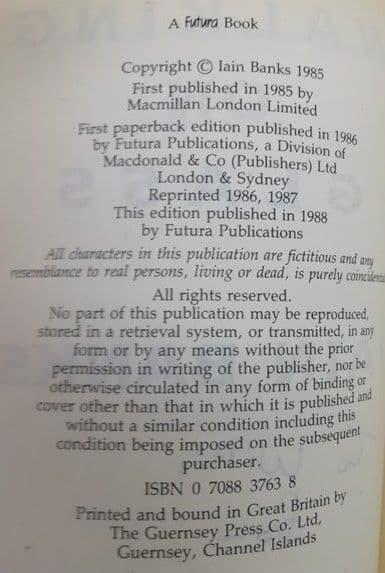 A Futura Book
Copyright © Iain Banks 1985
First published in 1985 by
Macmillan London Limited
First paperback edition published in 1986
by Futura Publications, a Division of
Macdonald & Co (Publishers) Ltd
London & Sydney
Reprinted 1986, 1987
This edition published in 1988
by Futura Publications
All characters in this publication are fictitious and any
resemblance to real persons, living or dead, is purely coincidental
All rights reserved.
No part of this publication may be reproduced,
stored in a retrieval system, or transmitted, in any
form or by any means without the prior
permission in writing of the publisher, nor be
otherwise circulated in any form of binding or
cover other than that in which it is published and
without a similar condition including this
condition being imposed on the subsequent
purchaser.
ISBN 0 7088 3763 8
Printed and bound in Great Britain by
The Guernsey Press Co. Ltd,
Guernsey, Channel Islands